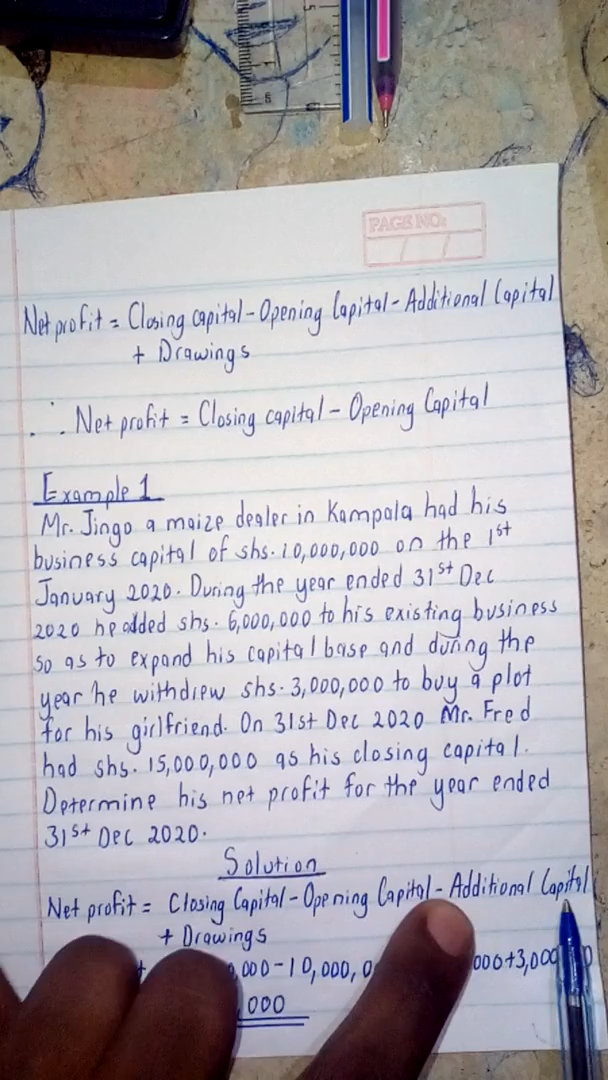 PAGE NO:
Net profit = Closing capital - Opening Capital - Additional Capital
+ Drawings
∴ Net profit = Closing capital - Opening Capital
Example 1
Mr. Jingo a maize dealer in Kampala had his
business capital of shs. 10,000,000 on the 1st
January 2020. During the year ended 31st Dec
2020 he added shs. 6,000,000 to his existing business
so as to expand his capital base and during the
year he withdrew shs. 3,000,000 to buy a plot
for his girlfriend. On 31st Dec 2020 Mr. Fred
had shs. 15,000,000 as his closing capital.
Determine his net profit for the year ended
31st Dec 2020.
Solution
Net profit = Closing Capital - Opening Capital - Additional Capital
+ Drawings
,000 - 10,000,0 000 + 3,000
,000